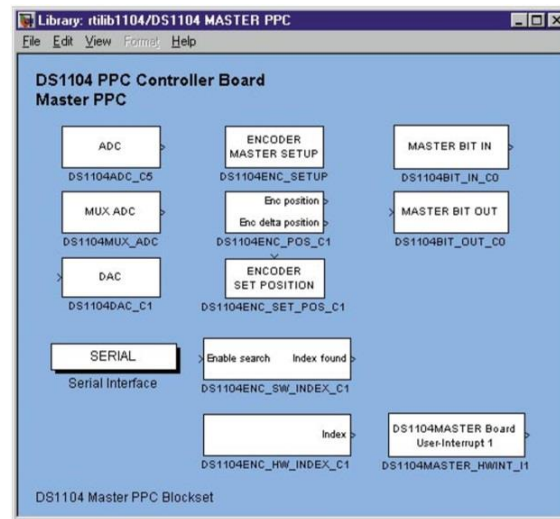 Library: rtilib1104/DS1104 MASTER PPC
File Edit View Format Help
DS1104 PPC Controller Board
Master PPC
ADC
DS1104ADC_C5
ENCODER
MASTER SETUP
DS1104ENC_SETUP
MASTER BIT IN
DS1104BIT_IN_C0
MUX ADC
DS1104MUX_ADC
Enc position
Enc delta position
DS1104ENC_POS_C1
MASTER BIT OUT
DS1104BIT_OUT_C0
DAC
DS1104DAC_C1
ENCODER
SET POSITION
DS1104ENC_SET_POS_C1
SERIAL
Serial Interface
Enable search Index found
DS1104ENC_SW_INDEX_C1
Index
DS1104ENC_HW_INDEX_C1
DS1104MASTER Board
User-Interrupt 1
DS1104MASTER_HWINT_I1
DS1104 Master PPC Blockset